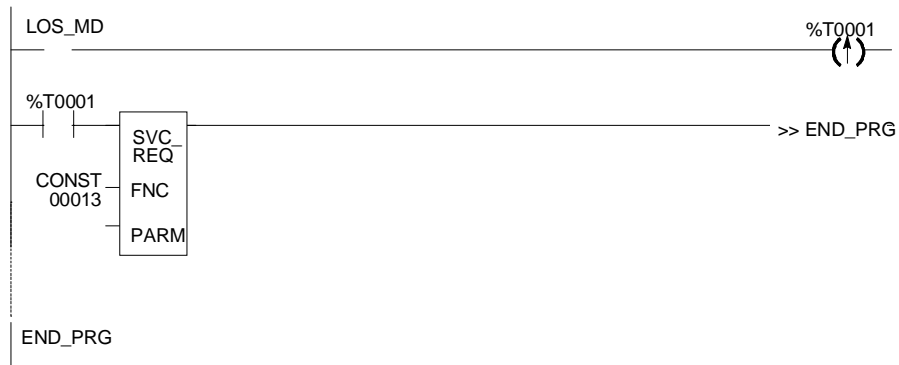 LOS_MD
%T0001
%T0001
SVC_
REQ
>> END_PRG
CONST
00013
FNC
PARM
END_PRG